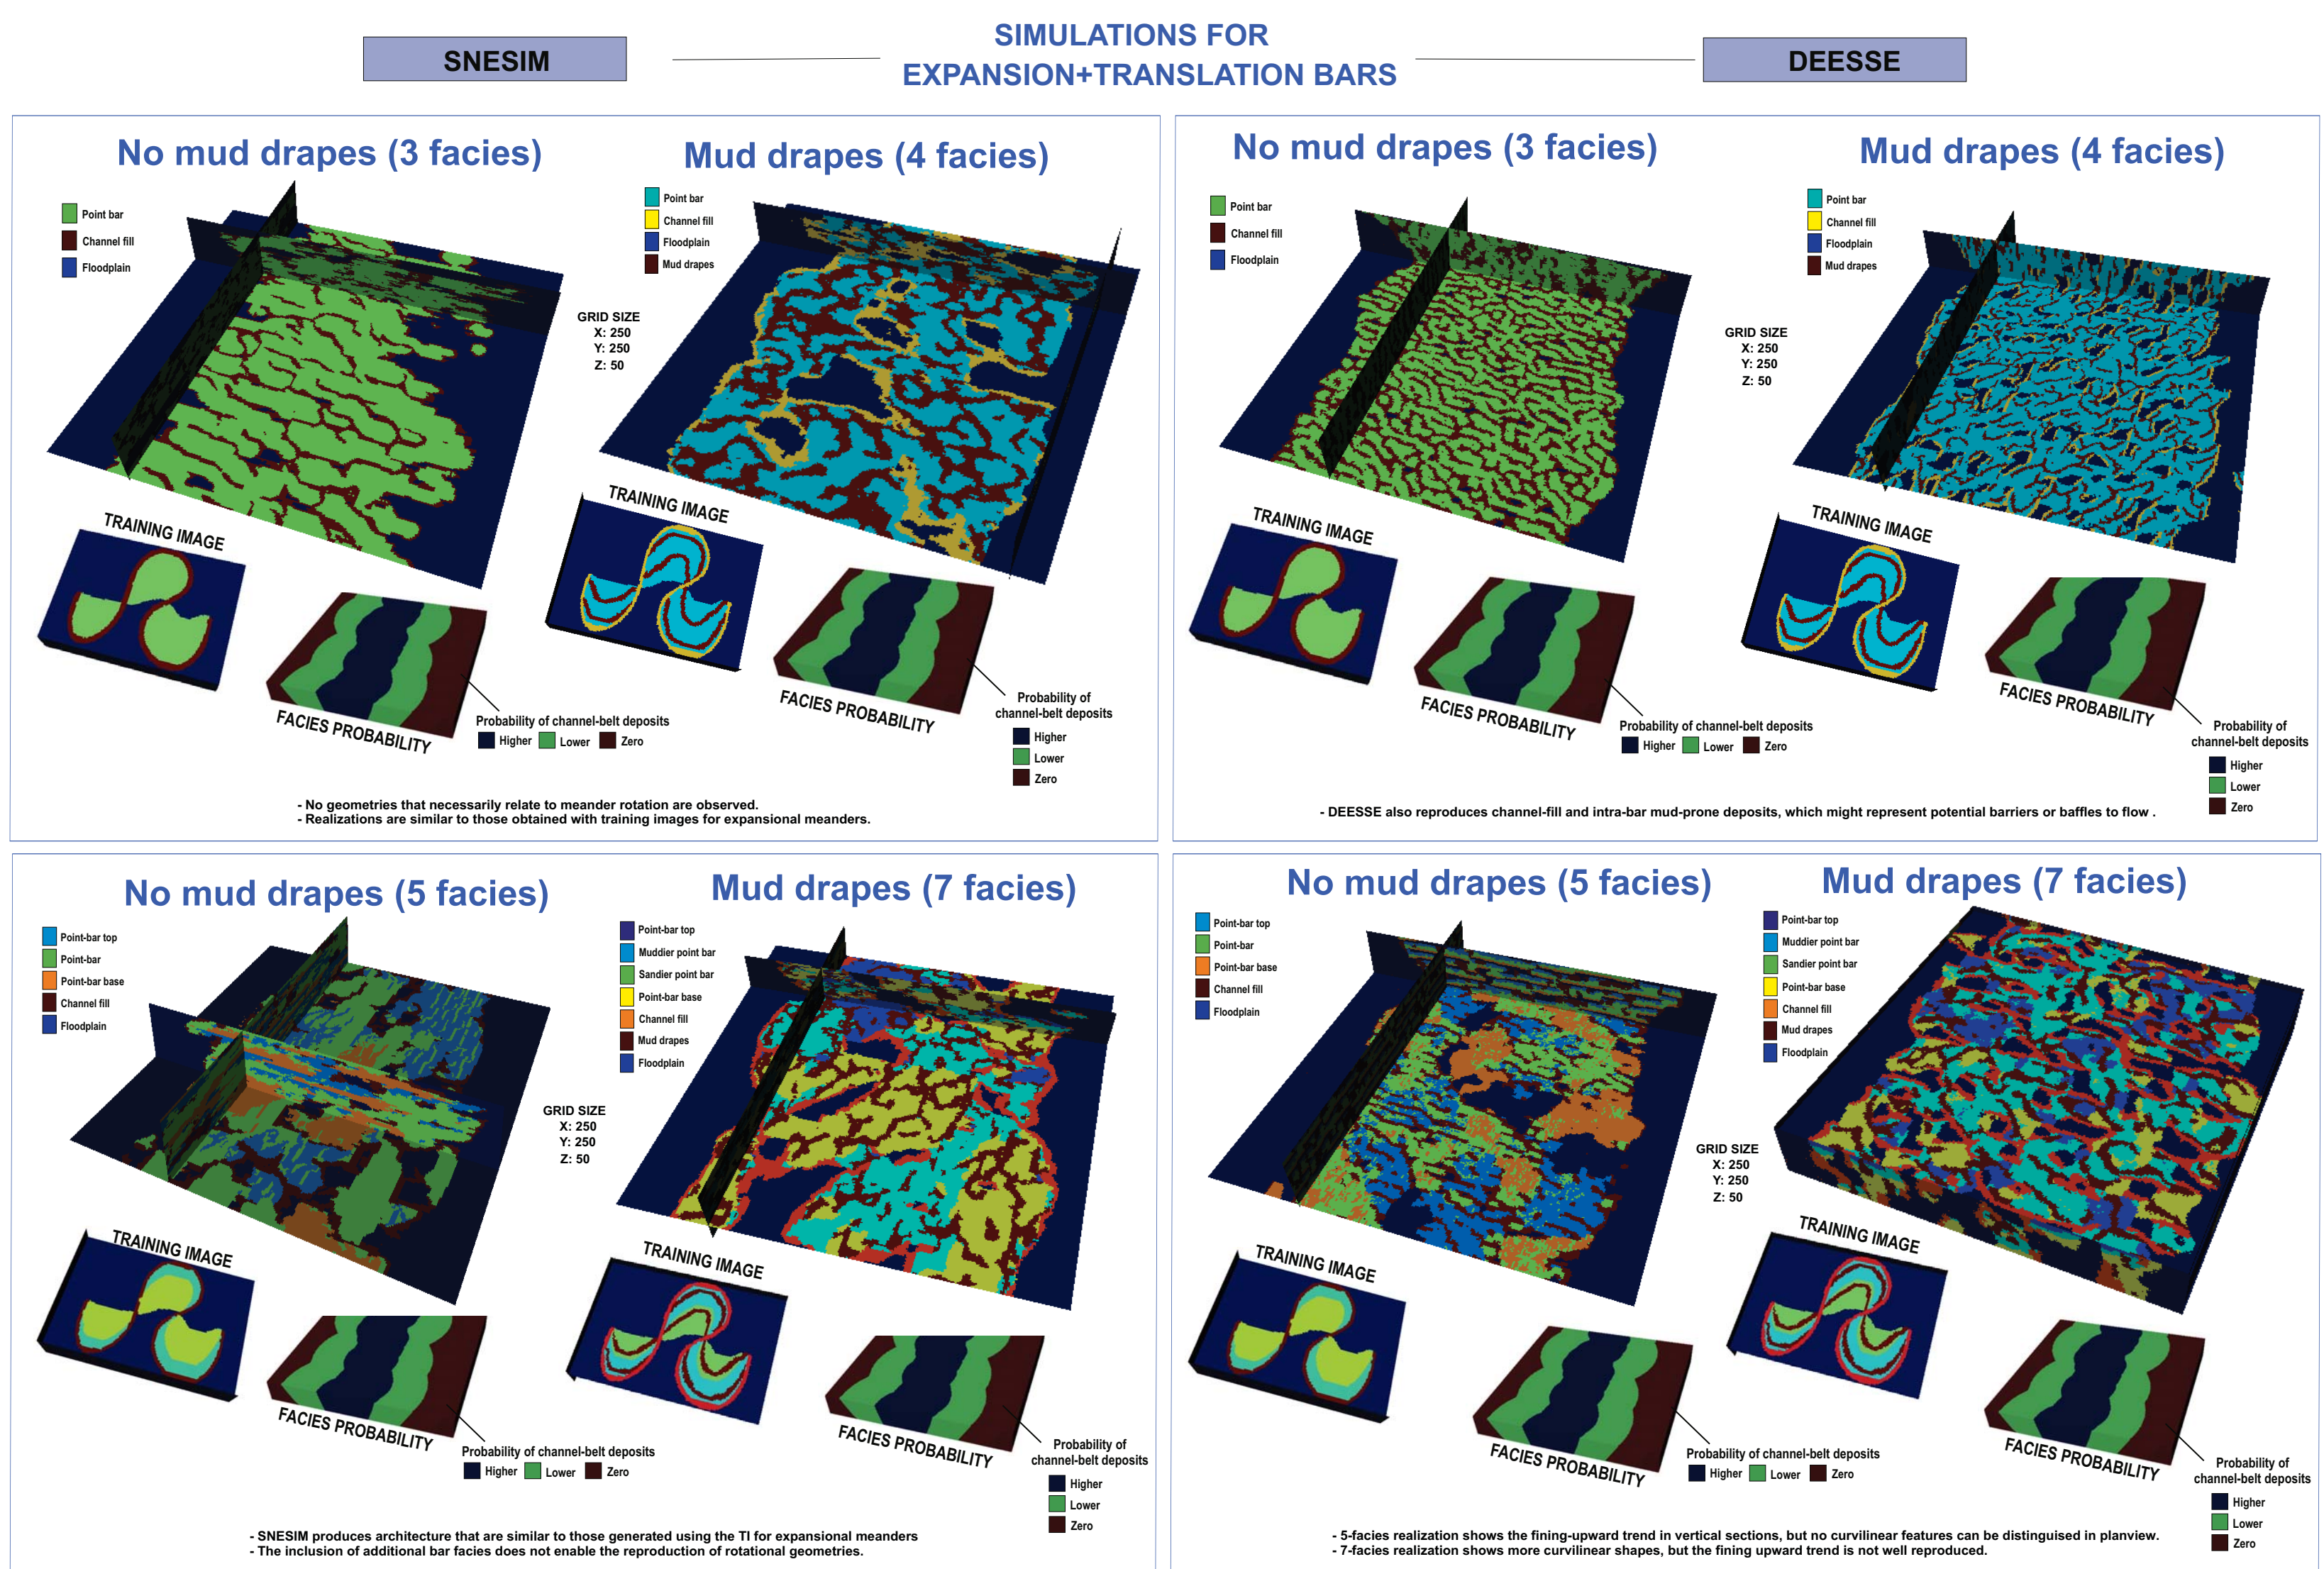 SNESIM
SIMULATIONS FOR
EXPANSION+TRANSLATION BARS
DEESSE
No mud drapes (3 facies)
Point bar
Channel fill
Floodplain
Mud drapes (4 facies)
Point bar
Channel fill
Floodplain
Mud drapes
GRID SIZE
X: 250
Y: 250
Z: 50
TRAINING IMAGE
FACIES PROBABILITY
Probability of channel-belt deposits
Higher Lower Zero
TRAINING IMAGE
FACIES PROBABILITY
Probability of
channel-belt deposits
Higher
Lower
Zero
- No geometries that necessarily relate to meander rotation are observed.
- Realizations are similar to those obtained with training images for expansional meanders.
No mud drapes (3 facies)
Point bar
Channel fill
Floodplain
Mud drapes (4 facies)
Point bar
Channel fill
Floodplain
Mud drapes
GRID SIZE
X: 250
Y: 250
Z: 50
TRAINING IMAGE
FACIES PROBABILITY
Probability of channel-belt deposits
Higher Lower Zero
TRAINING IMAGE
FACIES PROBABILITY
Probability of
channel-belt deposits
Higher
Lower
Zero
- DEESSE also reproduces channel-fill and intra-bar mud-prone deposits, which might represent potential barriers or baffles to flow .
No mud drapes (5 facies)
Point-bar top
Point-bar
Point-bar base
Channel fill
Floodplain
Mud drapes (7 facies)
Point-bar top
Muddier point bar
Sandier point bar
Point-bar base
Channel fill
Mud drapes
Floodplain
GRID SIZE
X: 250
Y: 250
Z: 50
TRAINING IMAGE
FACIES PROBABILITY
Probability of channel-belt deposits
Higher Lower Zero
TRAINING IMAGE
FACIES PROBABILITY
Probability of
channel-belt deposits
Higher
Lower
Zero
- SNESIM produces architecture that are similar to those generated using the TI for expansional meanders
- The inclusion of additional bar facies does not enable the reproduction of rotational geometries.
No mud drapes (5 facies)
Point-bar top
Point-bar
Point-bar base
Channel fill
Floodplain
Mud drapes (7 facies)
Point-bar top
Muddier point bar
Sandier point bar
Point-bar base
Channel fill
Mud drapes
Floodplain
GRID SIZE
X: 250
Y: 250
Z: 50
TRAINING IMAGE
FACIES PROBABILITY
Probability of channel-belt deposits
Higher Lower Zero
TRAINING IMAGE
FACIES PROBABILITY
Probability of
channel-belt deposits
Higher
Lower
Zero
- 5-facies realization shows the fining-upward trend in vertical sections, but no curvilinear features can be distinguised in planview.
- 7-facies realization shows more curvilinear shapes, but the fining upward trend is not well reproduced.